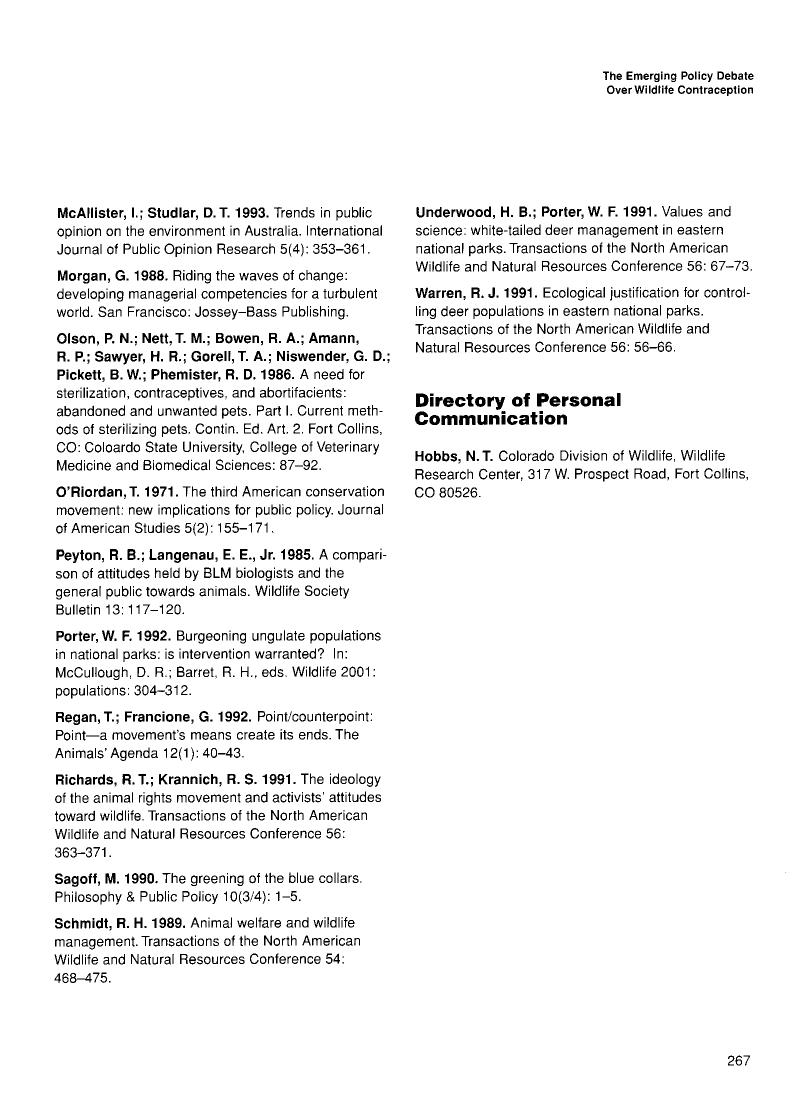 The Emerging Policy Debate
Over Wildlife Contraception
McAllister, I.; Studlar, D. T. 1993. Trends in public
opinion on the environment in Australia. International
Journal of Public Opinion Research 5(4): 353–361.
Morgan, G. 1988. Riding the waves of change:
developing managerial competencies for a turbulent
world. San Francisco: Jossey–Bass Publishing.
Olson, P. N.; Nett, T. M.; Bowen, R. A.; Amann,
R. P.; Sawyer, H. R.; Gorell, T. A.; Niswender, G. D.;
Pickett, B. W.; Phemister, R. D. 1986. A need for
sterilization, contraceptives, and abortifacients:
abandoned and unwanted pets. Part I. Current meth-
ods of sterilizing pets. Contin. Ed. Art. 2. Fort Collins,
CO: Coloardo State University, College of Veterinary
Medicine and Biomedical Sciences: 87–92.
O'Riordan, T. 1971. The third American conservation
movement: new implications for public policy. Journal
of American Studies 5(2): 155–171.
Peyton, R. B.; Langenau, E. E., Jr. 1985. A compari-
son of attitudes held by BLM biologists and the
general public towards animals. Wildlife Society
Bulletin 13: 117–120.
Porter, W. F. 1992. Burgeoning ungulate populations
in national parks: is intervention warranted? In:
McCullough, D. R.; Barret, R. H., eds. Wildlife 2001:
populations: 304–312.
Regan, T.; Francione, G. 1992. Point/counterpoint:
Point—a movement's means create its ends. The
Animals' Agenda 12(1): 40–43.
Richards, R. T.; Krannich, R. S. 1991. The ideology
of the animal rights movement and activists' attitudes
toward wildlife. Transactions of the North American
Wildlife and Natural Resources Conference 56:
363–371.
Sagoff, M. 1990. The greening of the blue collars.
Philosophy & Public Policy 10(3/4): 1–5.
Schmidt, R. H. 1989. Animal welfare and wildlife
management. Transactions of the North American
Wildlife and Natural Resources Conference 54:
468–475.
Underwood, H. B.; Porter, W. F. 1991. Values and
science: white-tailed deer management in eastern
national parks. Transactions of the North American
Wildlife and Natural Resources Conference 56: 67–73.
Warren, R. J. 1991. Ecological justification for control-
ling deer populations in eastern national parks.
Transactions of the North American Wildlife and
Natural Resources Conference 56: 56–66.
Directory of Personal
Communication
Hobbs, N. T. Colorado Division of Wildlife, Wildlife
Research Center, 317 W. Prospect Road, Fort Collins,
CO 80526.
267